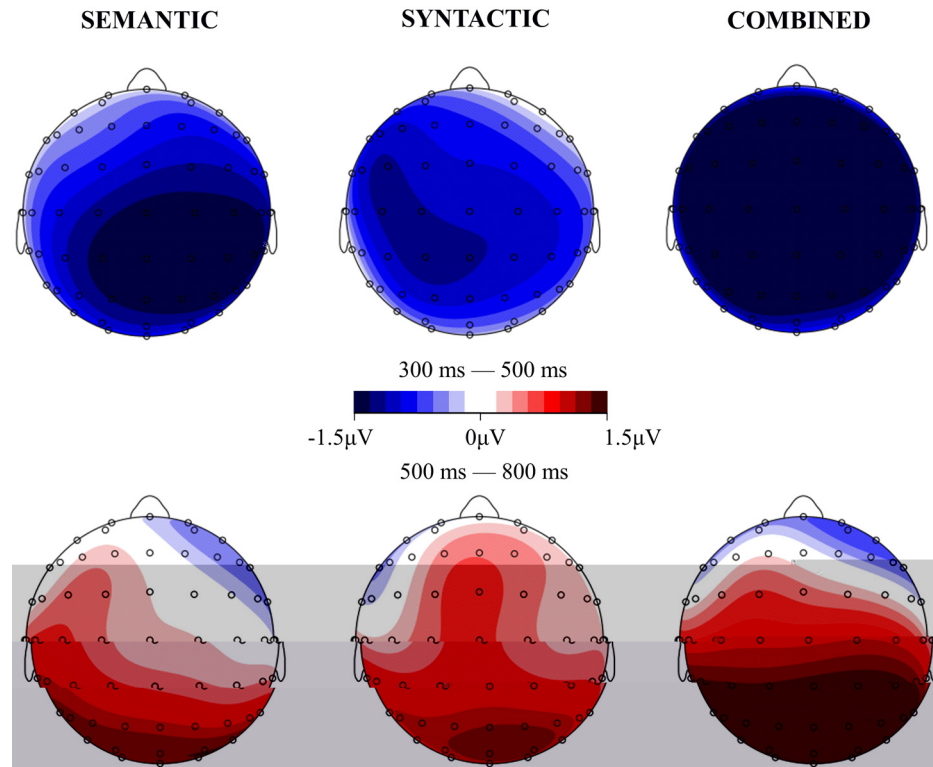 SEMANTIC SYNTACTIC COMBINED
300 ms — 500 ms
-1.5μV 0μV 1.5μV
500 ms — 800 ms